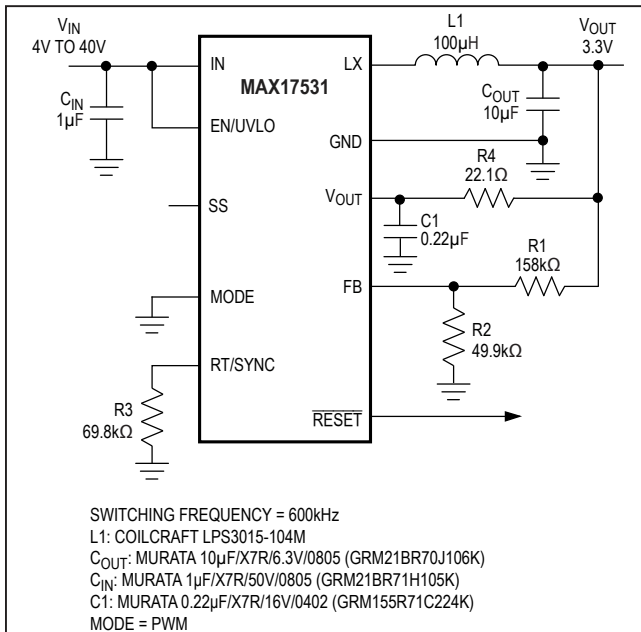 VIN
4V TO 40V
CIN
1µF
IN
MAX17531
EN/UVLO
SS
MODE
RT/SYNC
R3
69.8kΩ
LX
GND
VOUT
FB
RESET
L1
100µH
VOUT
3.3V
COUT
10µF
R4
22.1Ω
C1
0.22µF
R1
158kΩ
R2
49.9kΩ
SWITCHING FREQUENCY = 600kHz
L1: COILCRAFT LPS3015-104M
COUT: MURATA 10µF/X7R/6.3V/0805 (GRM21BR70J106K)
CIN: MURATA 1µF/X7R/50V/0805 (GRM21BR71H105K)
C1: MURATA 0.22µF/X7R/16V/0402 (GRM155R71C224K)
MODE = PWM